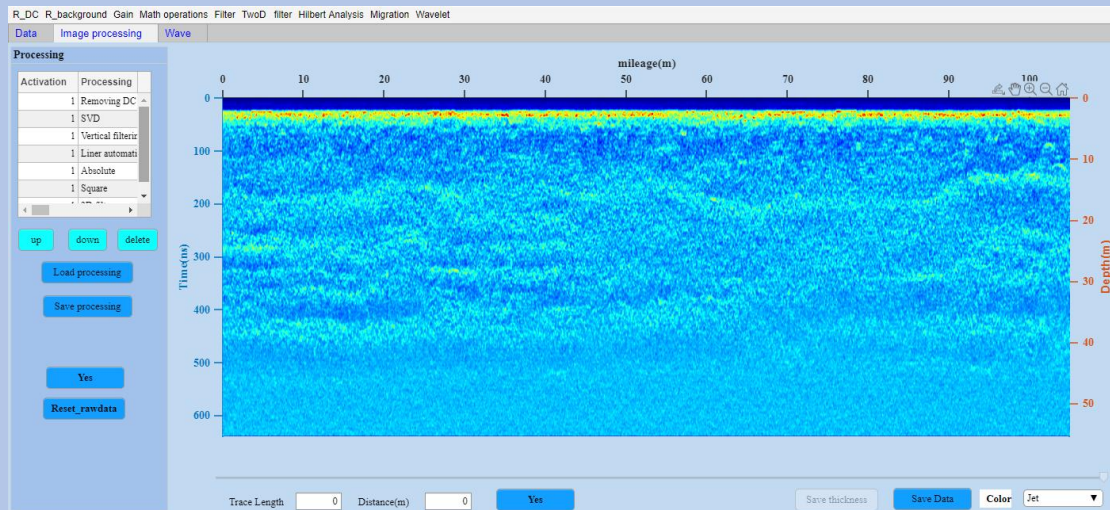 R_DC R_background Gain Math operations Filter TwoD filter Hilbert Analysis Migration Wavelet
Data Image processing Wave
Processing
Activation Processing
1 Removing DC
1 SVD
1 Vertical filterin
1 Liner automati
1 Absolute
1 Square
up down delete
Load processing
Save processing
Yes
Reset_rawdata
mileage(m)
0 10 20 30 40 50 60 70 80 90 100
Time(ns)
0
100
200
300
400
500
600
0
10
20
30
40
50
Depth(m)
Trace Length 0 Distance(m) 0 Yes Save thickness Save Data Color Jet